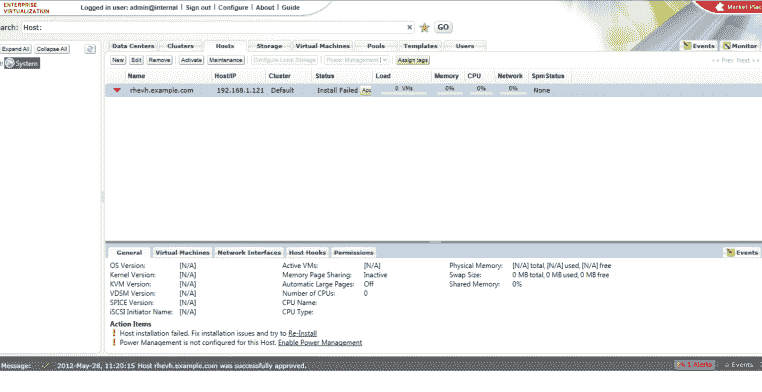 ENTERPRISE
VIRTUALIZATION
Logged in user: admin@internal | Sign out | Configure | About | Guide
Market Plac
arch: Host: GO
Expand All Collapse All
Data Centers Clusters Hosts Storage Virtual Machines Pools Templates Users Events Monitor
System
New Edit Remove Activate Maintenance Configure Local Storage Power Management Assign tags << Prev Next >>
Name Host/IP Cluster Status Load Memory CPU Network SpmStatus
rhevh.example.com 192.168.1.121 Default Install Failed 0 VMs 0% 0% 0% None
General Virtual Machines Network Interfaces Host Hooks Permissions Events
OS Version: [N/A] Active VMs: [N/A] Physical Memory: [N/A] total, [N/A] used, [N/A] free
Kernel Version: [N/A] Memory Page Sharing: Inactive Swap Size: 0 MB total, 0 MB used, 0 MB free
KVM Version: [N/A] Automatic Large Pages: Off Shared Memory: 0%
VDSM Version: [N/A] Number of CPUs: 0
SPICE Version: [N/A] CPU Name:
iSCSI Initiator Name: [N/A] CPU Type:
Action Items
! Host installation failed. Fix installation issues and try to Re-Install
! Power Management is not configured for this Host. Enable Power Management
Message: 2012-May-28, 11:20:15 Host rhevh.example.com was successfully approved. 1 Alerts Events